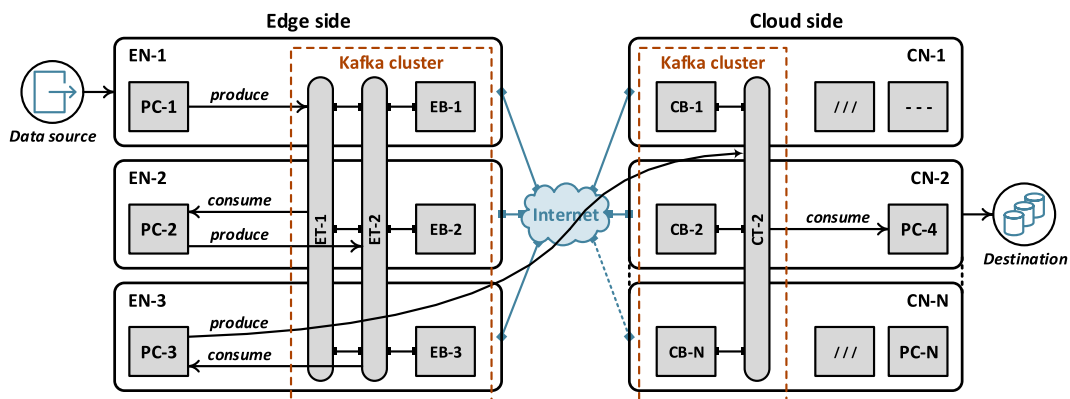 Edge side
Cloud side
EN-1
Kafka cluster
PC-1
produce
EB-1
Data source
EN-2
PC-2
consume
produce
ET-1
ET-2
EB-2
EN-3
PC-3
produce
consume
EB-3
Internet
Kafka cluster
CN-1
CB-1
///
---
CN-2
CB-2
CT-2
consume
PC-4
Destination
CN-N
CB-N
///
PC-N